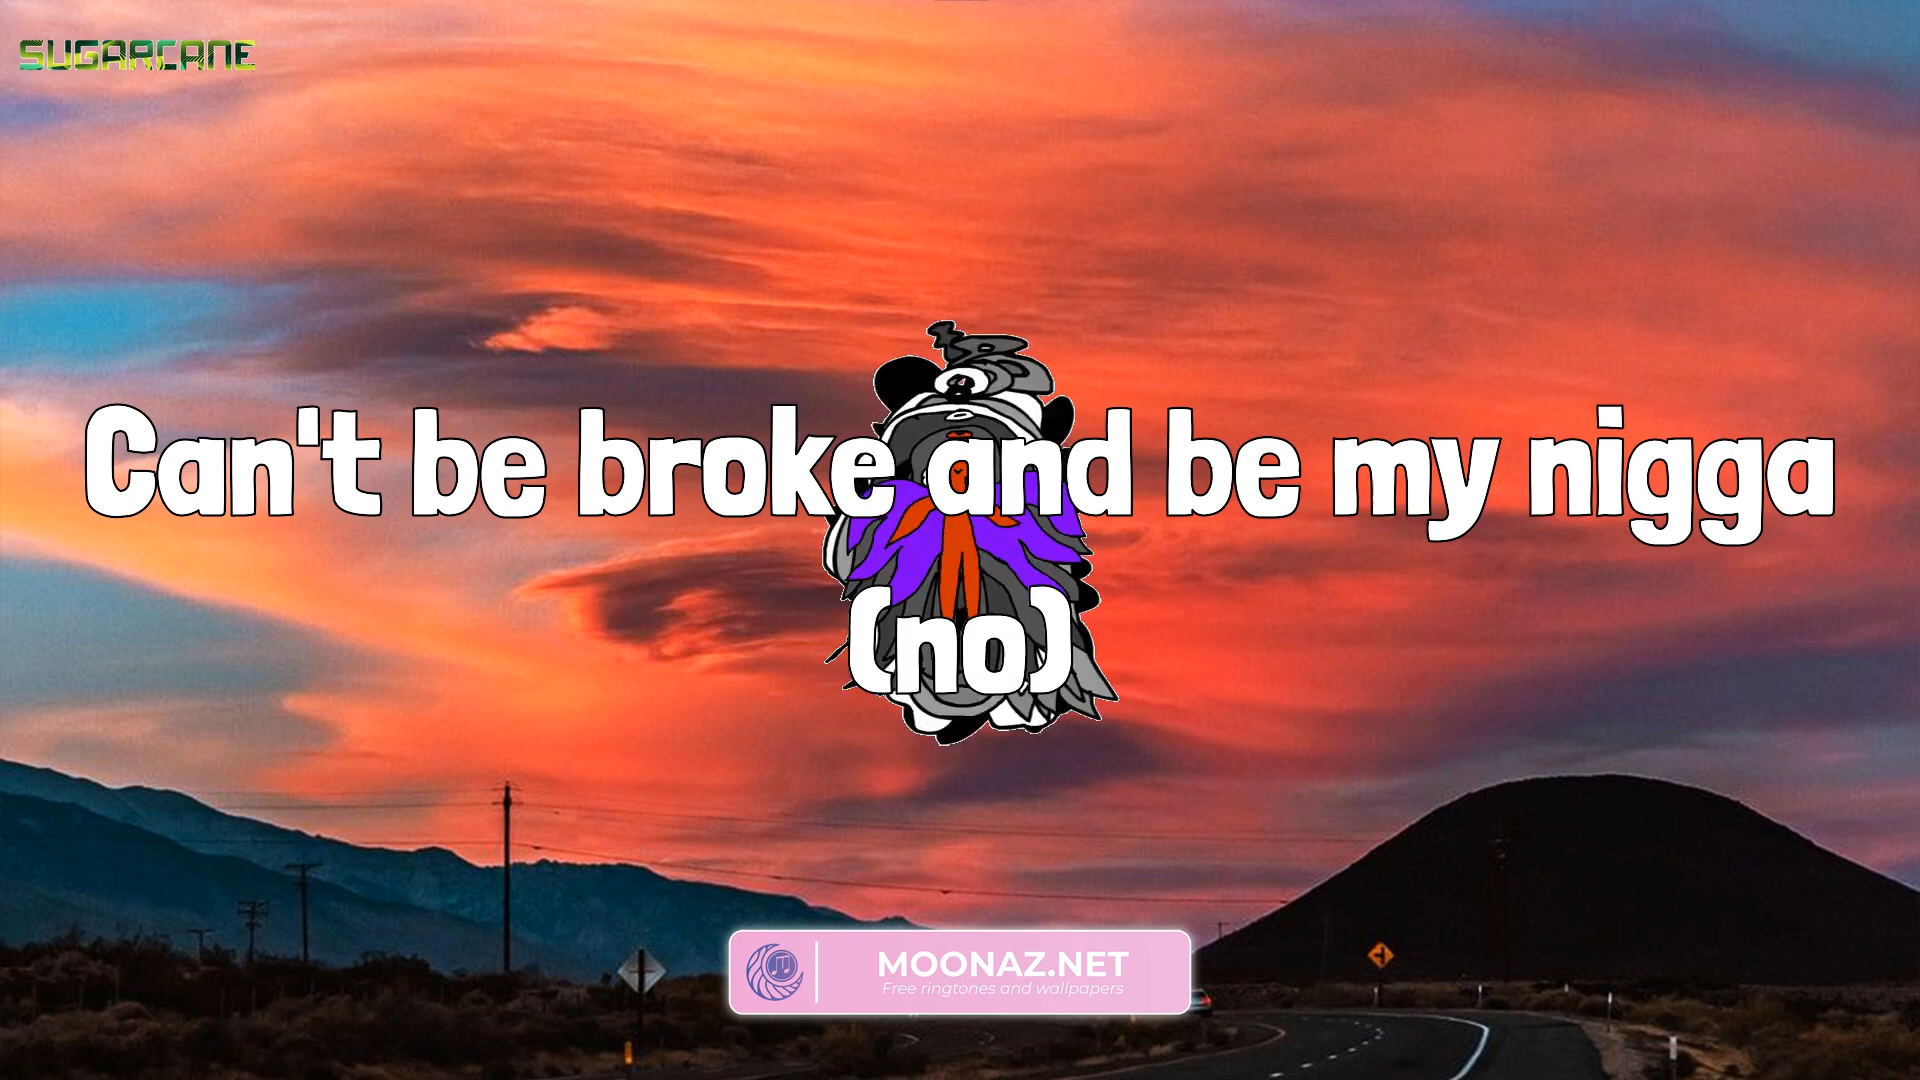 SUGARCANE
Can't be broke and be my nigga
(no)
MOONAZ.NET
Free ringtones and wallpapers